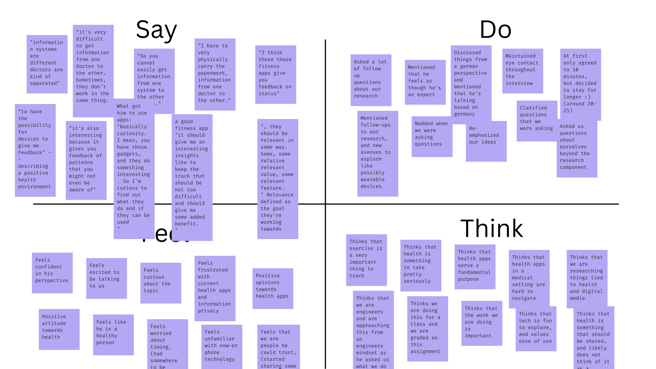 Say
"informatio
n systems
are
different
doctors are
kind of
separated"
"it's very
difficult
to get
information
from one
doctor to
the other.
Sometimes,
they don't
work in the
same thing.
"So you
cannot
easily get
information
from one
system to
the other
."
"I have to
very
physically
carry the
paperwork,
information
from one
doctor to
the other."
"I think
those those
fitness
apps give
you
feedback on
status"
"to have
the
possibility
for
devices to
give me
feedback" -
-
describing
a positive
health
environment
"it's also
interesting
because it
gives you
feedback of
patterns
that you
might not
even be
aware of"
What got
him to use
apps:
"Basically
curiosity.
I mean, you
have those
gadgets,
and they do
something
interesting
. So I'm
curious to
find out
what they
do and if
they can be
used
"
a good
fitness app
"it should
give me an
interesting
insights
like to
keep the
track that
should be
not too
difficult
and should
give me
some added
benefit.
"
", they
should be
relevant in
some way.
Some, some
relative
relevant
value, some
relevant
feature.
" Relevance
defined as
the goal
they're
working
towards
Do
Asked a lot
of follow
up
questions
about our
research
Mentioned
that he
feels as
though he's
an expert
Discussed
things from
a german
perspective
and
mentioned
that he's
talking
based on
germany
Maintained
eye contact
throughout
the
interview
At first
only agreed
to 10
minutes,
but decided
to stay for
longer :)
(around 20-
25)
Mentioned
follow-ups
to our
research,
and new
avenues to
explore
like
possibly
wearable
devices
Nodded when
we were
asking
questions
Re-
emphasized
our ideas
Clarified
questions
that we
were asking
Asked us
questions
about
ourselves
beyond the
research
component
Feel
Feels
confident
in his
perspective
Feels
excited to
be talking
to us
Feels
curious
about the
topic
Feels
frustrated
with
current
health apps
and
information
privacy
Positive
opinions
towards
health apps
Positive
attitude
towards
health
Feels like
he is a
healthy
person
Feels
worried
about
timing,
(had
somewhere
to be
Feels
unfamiliar
with new-er
phone
technology
Feels that
we are
people he
could trust,
(started
sharing some
Think
Thinks that
exercise is
a very
important
thing to
track
Thinks that
health is
something
to take
pretty
seriously
Thinks that
health apps
serve a
fundamental
purpose
Thinks that
health apps
in a
medical
setting are
hard to
navigate
Thinks that
we are
researching
things tied
to health
and digital
media
Thinks that
we are
engineers
and are
approaching
this from
an
engineers
mindset as
he asked us
what we do
Thinks we
are doing
this for a
class and
we are
graded on
this
assignment
Thinks that
the work we
are doing
is
important
Thinks that
tech is fun
to explore,
and values
ease of use
Thinks that
health is
something
that should
be shared,
and likely
does not
think of it
as a